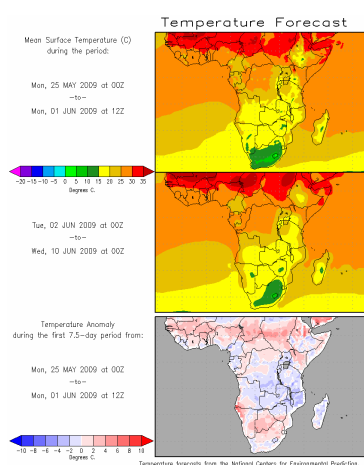 Temperature Forecast
Mean Surface Temperature (C)
during the period:
Mon, 25 MAY 2009 at 00Z
-to-
Mon, 01 JUN 2009 at 12Z
-20 -15 -10 -5 0 5 10 15 20 25 30 35
Degrees C.
Tue, 02 JUN 2009 at 00Z
-to-
Wed, 10 JUN 2009 at 00Z
Temperature Anomaly
during the first 7.5-day period from:
Mon, 25 MAY 2009 at 00Z
-to-
Mon, 01 JUN 2009 at 12Z
-10 -8 -6 -4 -2 0 2 4 6 8 10
Degrees C.
Temperature forecasts from the National Centers for Environmental Prediction